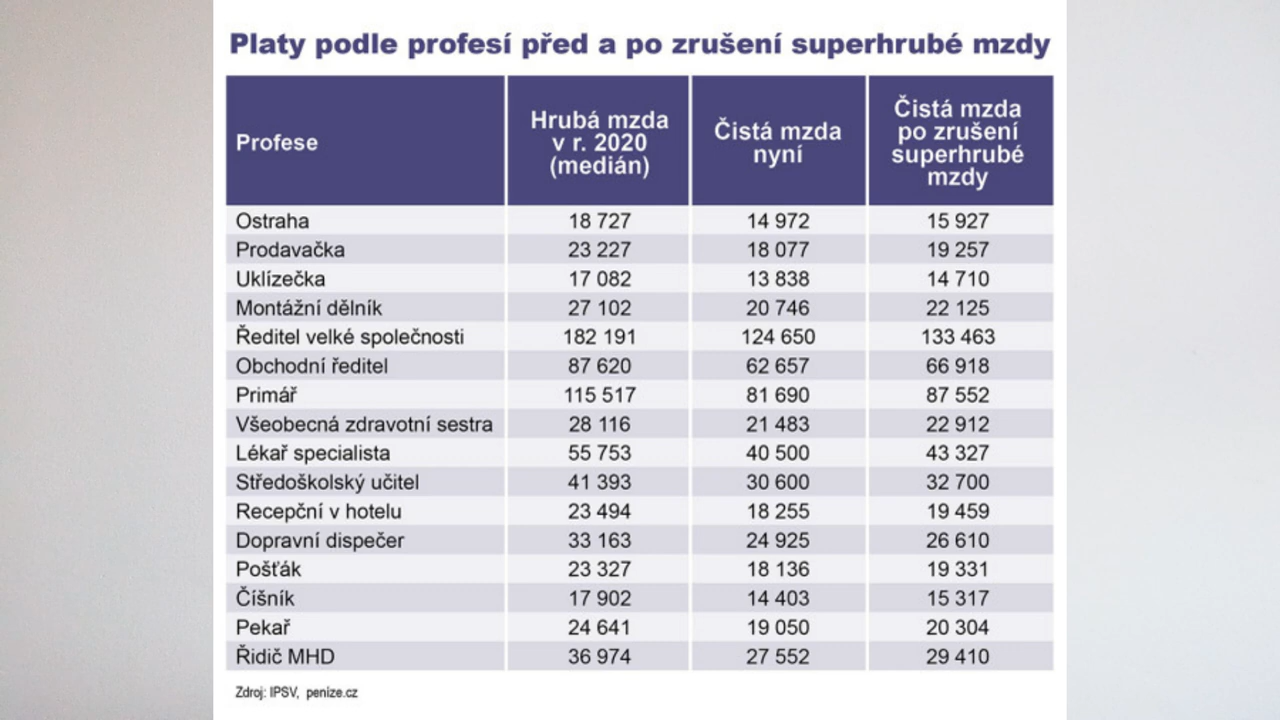 Platy podle profesí před a po zrušení superhrubé mzdy
Profese
Hrubá mzda
v r. 2020
(medián)
Čistá mzda
nyní
Čistá mzda
po zrušení
superhrubé
mzdy
Ostraha 18 727 14 972 15 927
Prodavačka 23 227 18 077 19 257
Uklízečka 17 082 13 838 14 710
Montážní dělník 27 102 20 746 22 125
Ředitel velké společnosti 182 191 124 650 133 463
Obchodní ředitel 87 620 62 657 66 918
Primář 115 517 81 690 87 552
Všeobecná zdravotní sestra 28 116 21 483 22 912
Lékař specialista 55 753 40 500 43 327
Středoškolský učitel 41 393 30 600 32 700
Recepční v hotelu 23 494 18 255 19 459
Dopravní dispečer 33 163 24 925 26 610
Pošťák 23 327 18 136 19 331
Číšník 17 902 14 403 15 317
Pekař 24 641 19 050 20 304
Řidič MHD 36 974 27 552 29 410
Zdroj: IPSV, penize.cz